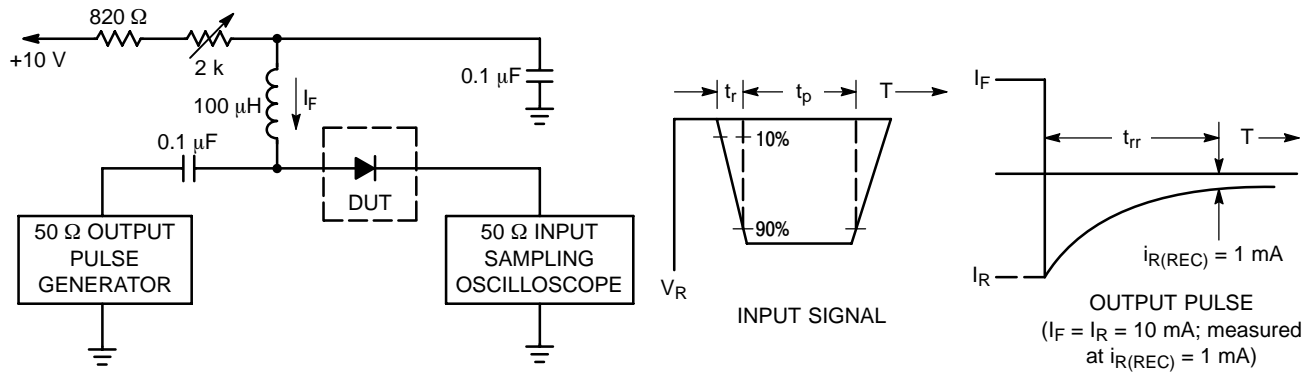 820 Ω
+10 V
2 k
100 μH
I_F
0.1 μF
0.1 μF
DUT
50 Ω OUTPUT
PULSE
GENERATOR
50 Ω INPUT
SAMPLING
OSCILLOSCOPE
t_r
t_p
T
10%
90%
V_R
INPUT SIGNAL
I_F
t_rr
T
I_R
i_R(REC) = 1 mA
OUTPUT PULSE
(I_F = I_R = 10 mA; measured
at i_R(REC) = 1 mA)